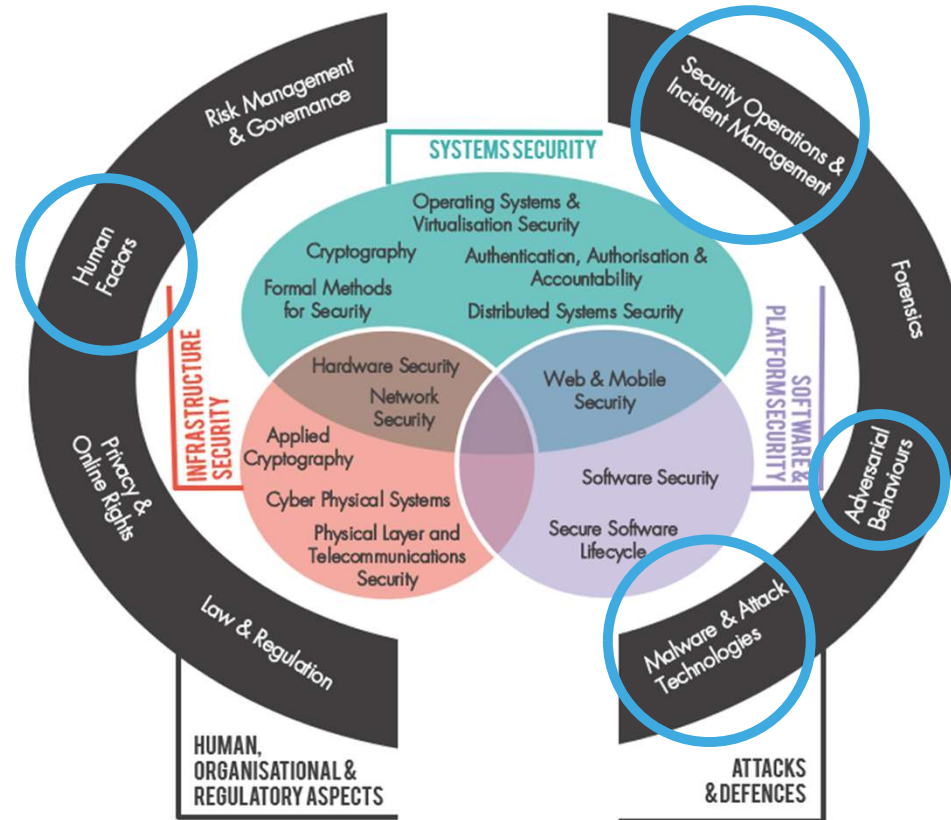 Risk Management
& Governance
Human
Factors
Privacy &
Online Rights
Law & Regulation
HUMAN,
ORGANISATIONAL &
REGULATORY ASPECTS
INFRASTRUCTURE
SECURITY
SYSTEMS SECURITY
Operating Systems &
Virtualisation Security
Cryptography
Authentication, Authorisation &
Accountability
Formal Methods
for Security
Distributed Systems Security
Hardware Security
Network
Security
Web & Mobile
Security
Applied
Cryptography
Cyber Physical Systems
Physical Layer and
Telecommunications
Security
Software Security
Secure Software
Lifecycle
SOFTWARE &
PLATFORM SECURITY
Security Operations &
Incident Management
Forensics
Adversarial
Behaviours
Malware & Attack
Technologies
ATTACKS
& DEFENCES